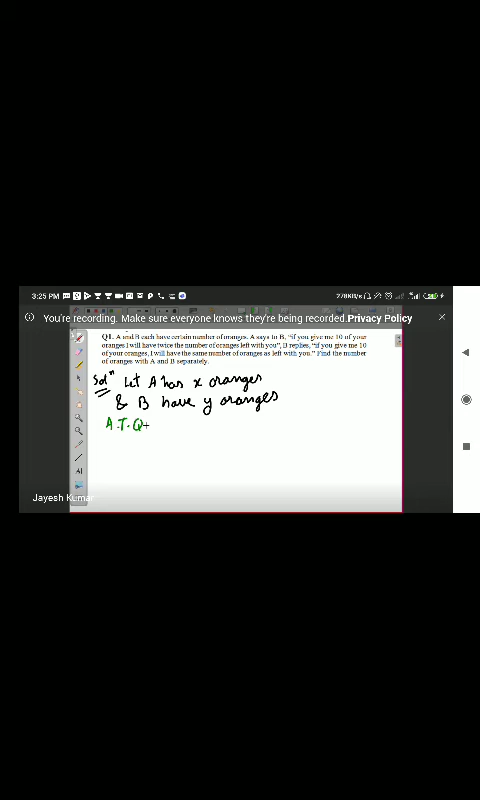 3:25 PM
278KB/s
You're recording. Make sure everyone knows they're being recorded.Privacy Policy
Q1. A and B each have certain number of oranges. A says to B, "if you give me 10 of your
oranges I will have twice the number of oranges left with you", B replies, "if you give me 10
of your oranges, I will have the same number of oranges as left with you." Find the number
of oranges with A and B separately.
Solⁿ Let A has x oranges
& B have y oranges
A.T.Q
Jayesh Kumar